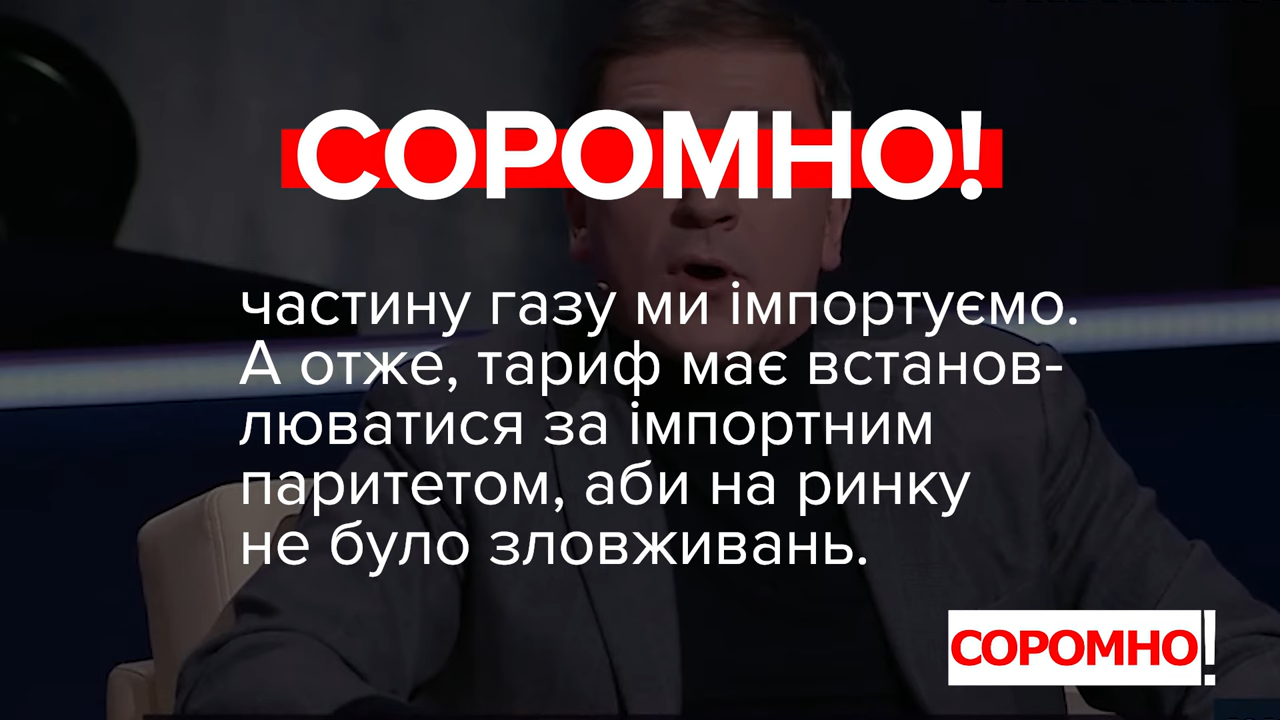 СОРОМНО!
частину газу ми імпортуємо.
А отже, тариф має встанов-
люватися за імпортним
паритетом, аби на ринку
не було зловживань.
СОРОМНО!